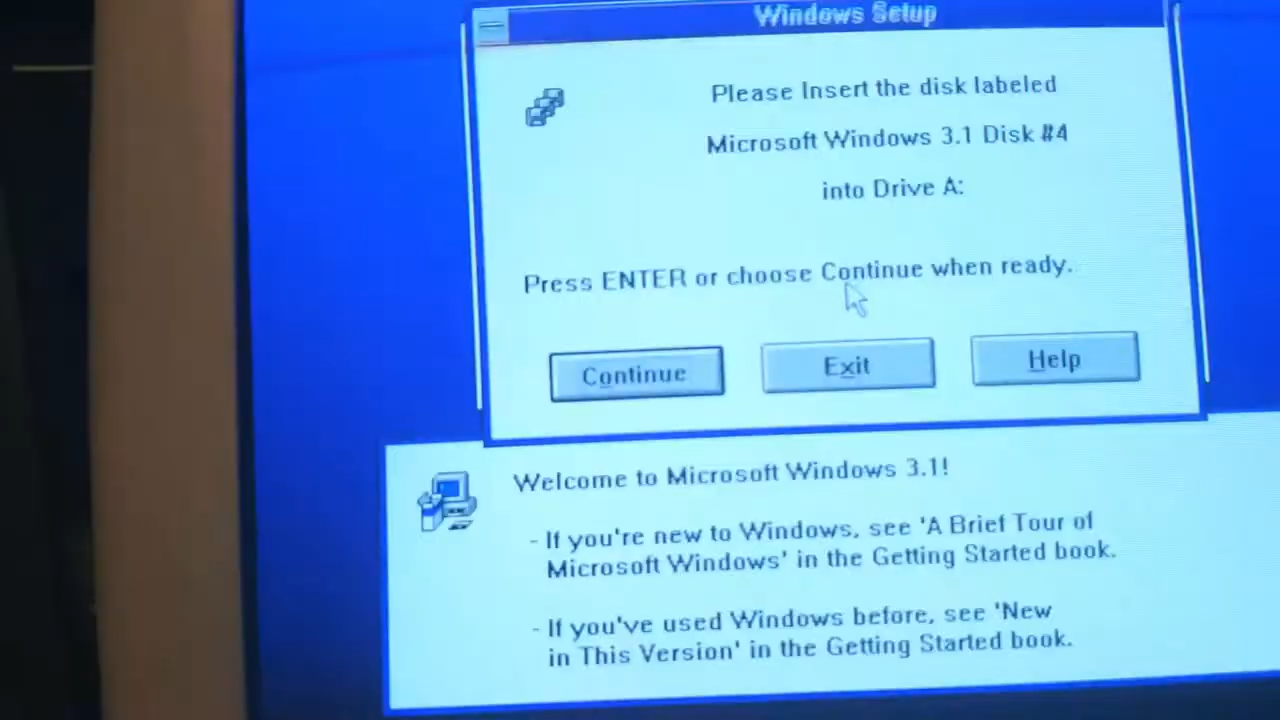 Windows Setup
Please Insert the disk labeled
Microsoft Windows 3.1 Disk #4
into Drive A:
Press ENTER or choose Continue when ready.
Continue
Exit
Help
Welcome to Microsoft Windows 3.1!
- If you're new to Windows, see 'A Brief Tour of
Microsoft Windows' in the Getting Started book.
- If you've used Windows before, see 'New
in This Version' in the Getting Started book.